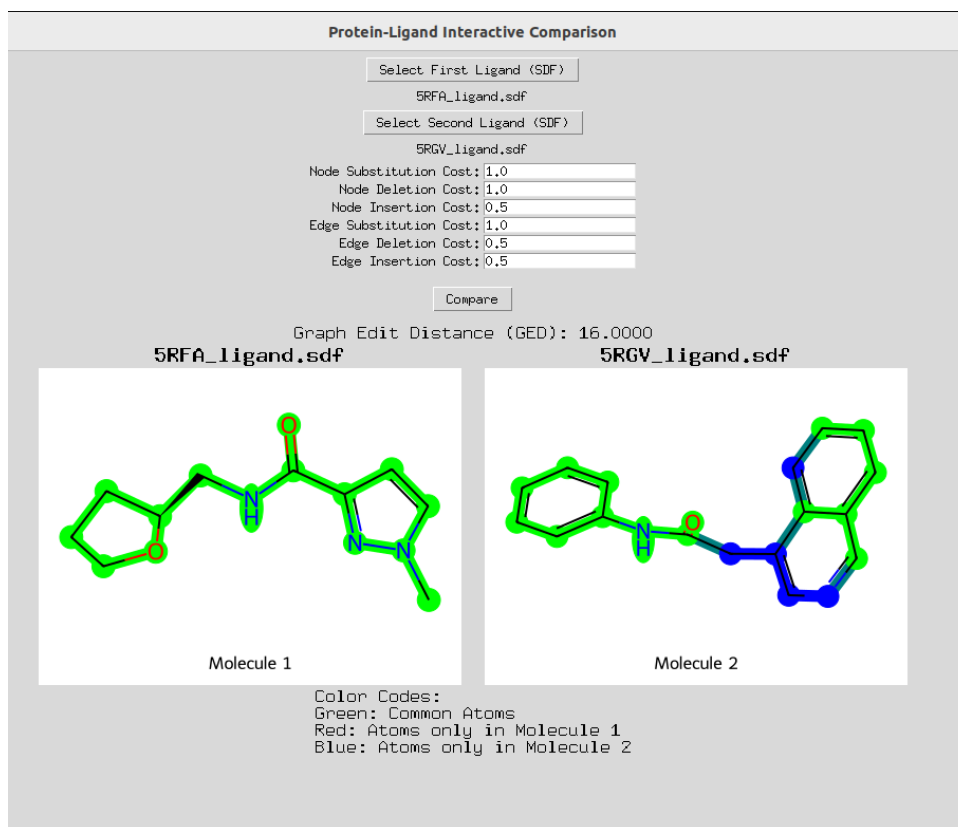 Protein-Ligand Interactive Comparison
Select First Ligand (SDF)
5RFA_ligand.sdf
Select Second Ligand (SDF)
5RGV_ligand.sdf
Node Substitution Cost: 1.0
Node Deletion Cost: 1.0
Node Insertion Cost: 0.5
Edge Substitution Cost: 1.0
Edge Deletion Cost: 0.5
Edge Insertion Cost: 0.5
Compare
Graph Edit Distance (GED): 16.0000
5RFA_ligand.sdf
5RGV_ligand.sdf
O
N
H
O
N
N
Molecule 1
O
N
H
Molecule 2
Color Codes:
Green: Common Atoms
Red: Atoms only in Molecule 1
Blue: Atoms only in Molecule 2